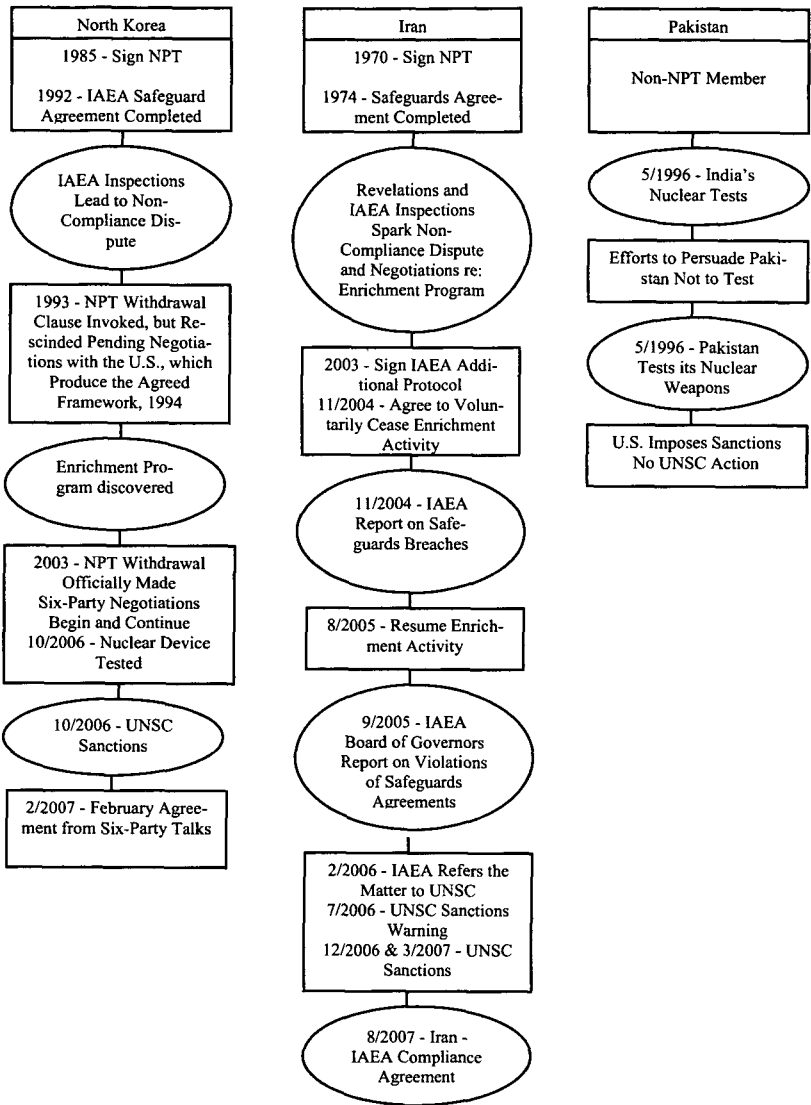 North Korea
1985 - Sign NPT
1992 - IAEA Safeguard
Agreement Completed
IAEA Inspections
Lead to Non-
Compliance Dis-
pute
1993 - NPT Withdrawal
Clause Invoked, but Re-
scinded Pending Negotia-
tions with the U.S., which
Produce the Agreed
Framework, 1994
Enrichment Pro-
gram discovered
2003 - NPT Withdrawal
Officially Made
Six-Party Negotiations
Begin and Continue
10/2006 - Nuclear Device
Tested
10/2006 - UNSC
Sanctions
2/2007 - February Agree-
ment from Six-Party Talks
Iran
1970 - Sign NPT
1974 - Safeguards Agree-
ment Completed
Revelations and
IAEA Inspections
Spark Non-
Compliance Dispute
and Negotiations re:
Enrichment Program
2003 - Sign IAEA Addi-
tional Protocol
11/2004 - Agree to Volun-
tarily Cease Enrichment
Activity
11/2004 - IAEA
Report on Safe-
guards Breaches
8/2005 - Resume Enrich-
ment Activity
9/2005 - IAEA
Board of Governors
Report on Violations
of Safeguards
Agreements
2/2006 - IAEA Refers the
Matter to UNSC
7/2006 - UNSC Sanctions
Warning
12/2006 & 3/2007 - UNSC
Sanctions
8/2007 - Iran -
IAEA Compliance
Agreement
Pakistan
Non-NPT Member
5/1996 - India's
Nuclear Tests
Efforts to Persuade Paki-
stan Not to Test
5/1996 - Pakistan
Tests its Nuclear
Weapons
U.S. Imposes Sanctions
No UNSC Action